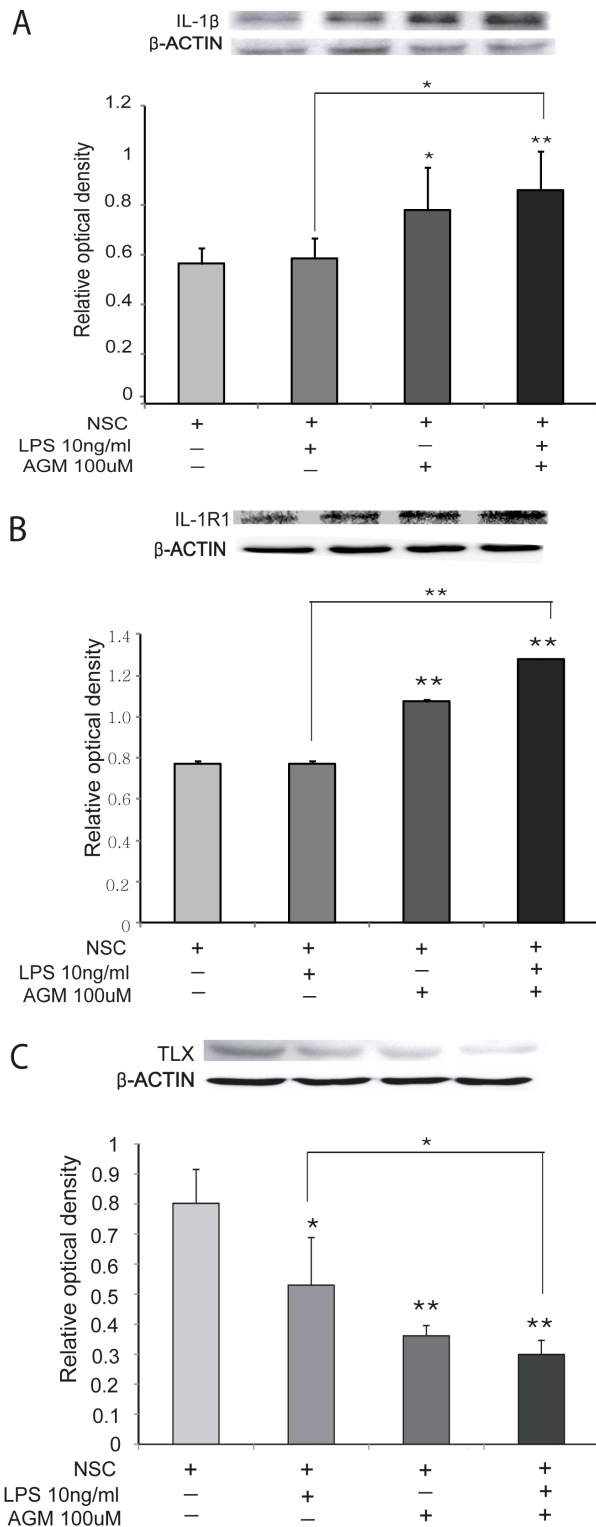 A
IL-1β
β-ACTIN
*
1.2
1
0.8
0.6
0.4
0.2
0
Relative optical density
*
**
NSC + + + +
LPS 10ng/ml – + – +
AGM 100uM – – + +
B
IL-1R1
β-ACTIN
**
1.4
1.2
1.0
0.8
0.6
0.4
0.2
0
Relative optical density
**
**
NSC + + + +
LPS 10ng/ml – + – +
AGM 100uM – – + +
C
TLX
β-ACTIN
*
1
0.9
0.8
0.7
0.6
0.5
0.4
0.3
0.2
0.1
0
Relative optical density
*
**
**
NSC + + + +
LPS 10ng/ml – + – +
AGM 100uM – – + +